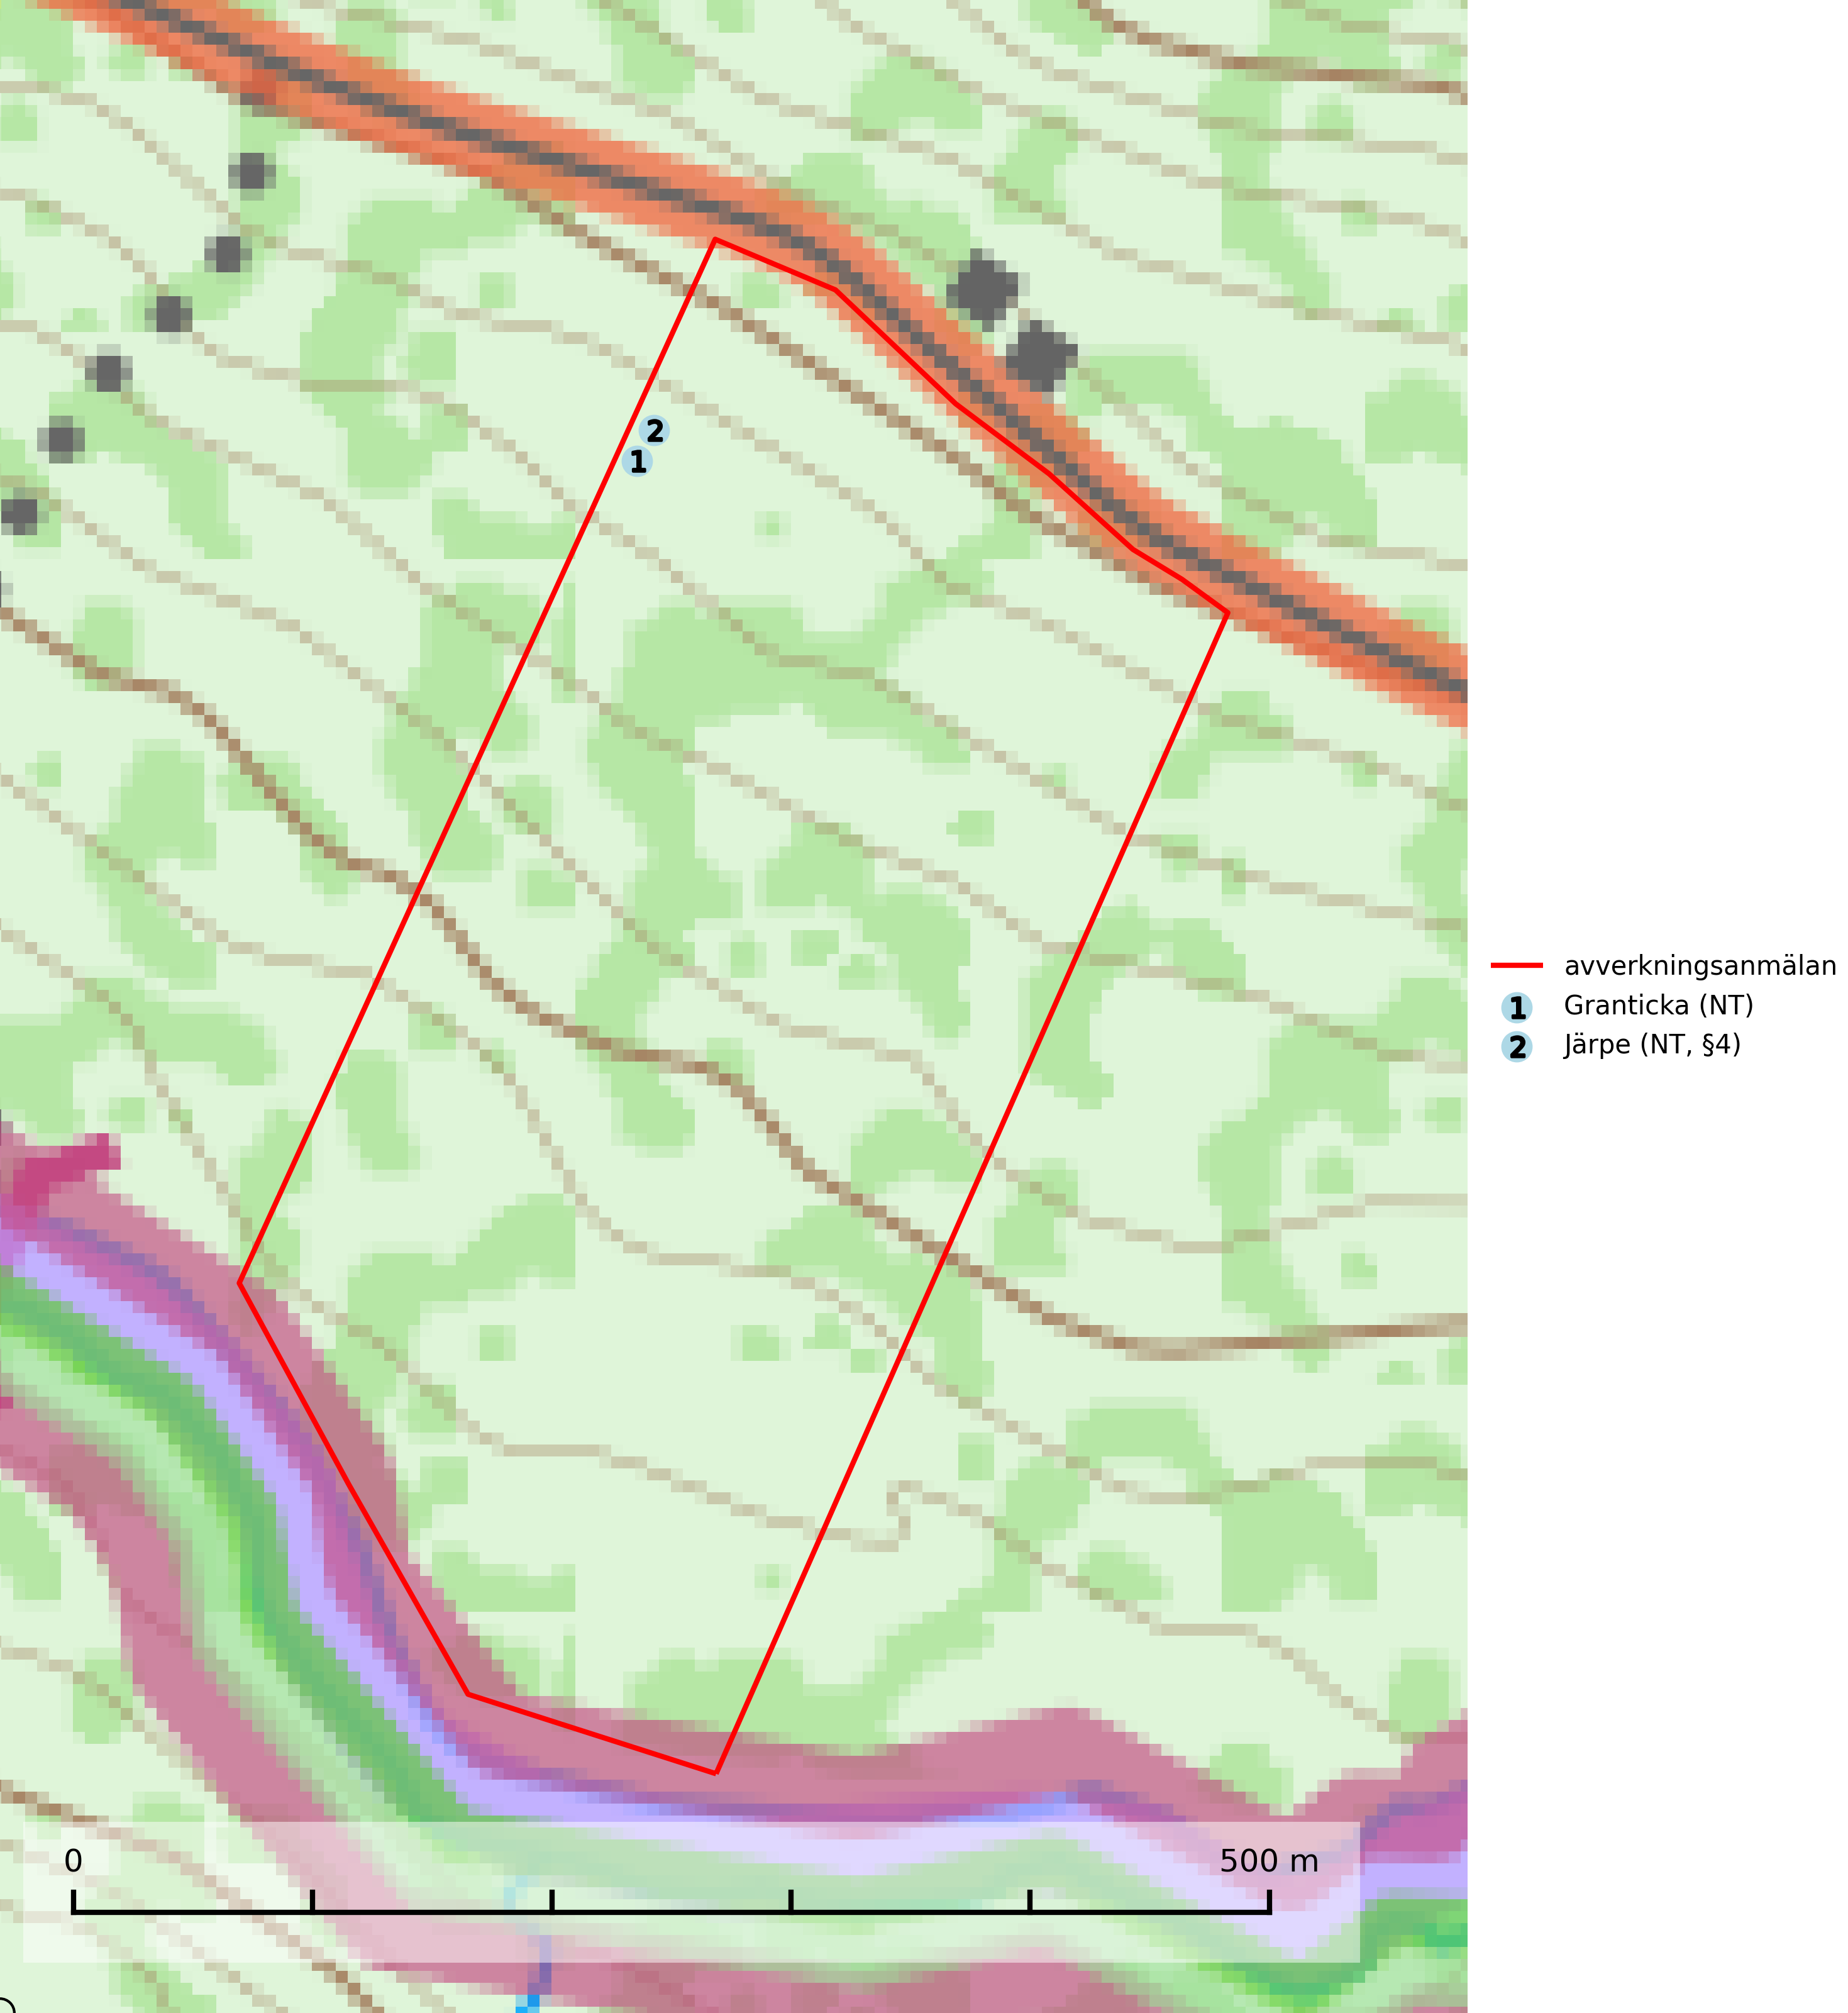 2
1
avverkningsanmälan
1 Granticka (NT)
2 Järpe (NT, §4)
0 500 m